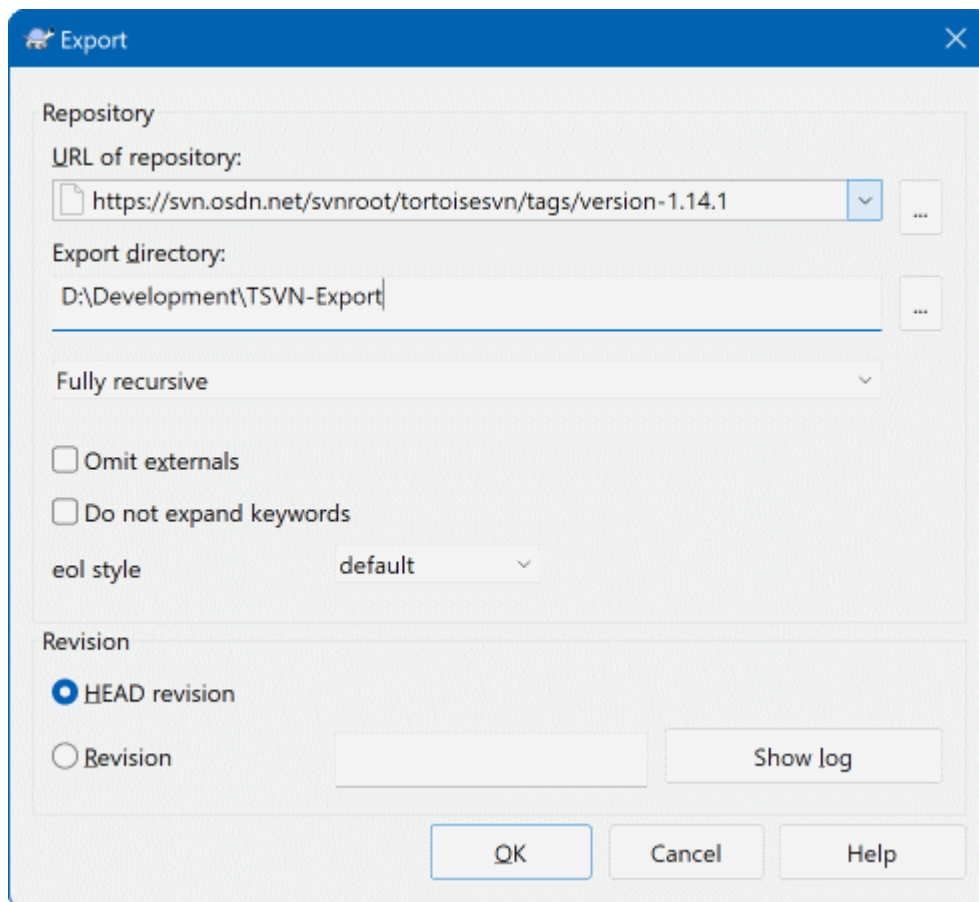 Export
Repository
URL of repository:
https://svn.osdn.net/svnroot/tortoisesvn/tags/version-1.14.1
...
Export directory:
D:\Development\TSVN-Export
...
Fully recursive
Omit externals
Do not expand keywords
eol style default
Revision
HEAD revision
Revision Show log
OK Cancel Help